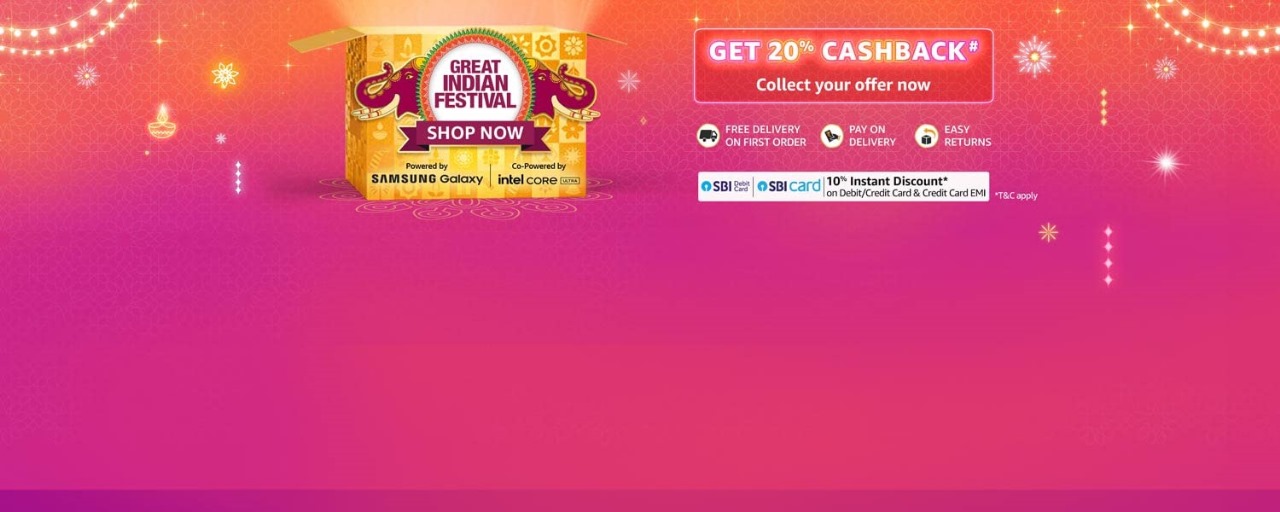 GREAT
INDIAN
FESTIVAL
SHOP NOW
Powered by
SAMSUNG Galaxy
Co-Powered by
intel CORE ULTRA
GET 20% CASHBACK#
Collect your offer now
FREE DELIVERY
ON FIRST ORDER
PAY ON
DELIVERY
EASY
RETURNS
SBI Debit Card
SBI card
10% Instant Discount*
on Debit/Credit Card & Credit Card EMI
*T&C apply